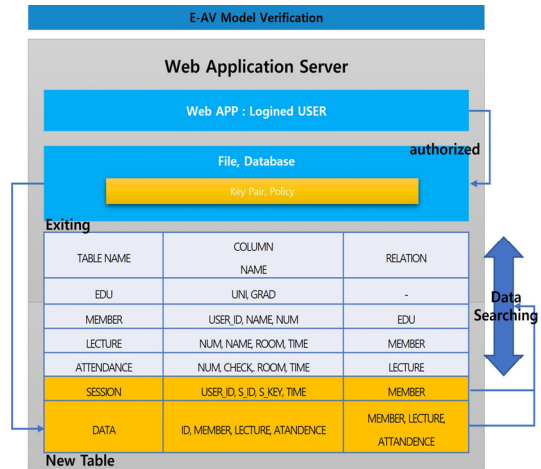 E-AV Model Verification
Web Application Server
Web APP : Logined USER
authorized
File, Database
Key Pair, Policy
Exiting
TABLE NAME
COLUMN
NAME
RELATION
EDU
UNI, GRAD
-
MEMBER
USER_ID, NAME, NUM
EDU
LECTURE
NUM, NAME, ROOM, TIME
MEMBER
ATTENDANCE
NUM, CHECK, ROOM, TIME
LECTURE
SESSION
USER_ID, S_ID, S_KEY, TIME
MEMBER
DATA
ID, MEMBER, LECTURE, ATANDENCE
MEMBER, LECTURE,
ATTANDENCE
Data
Searching
New Table